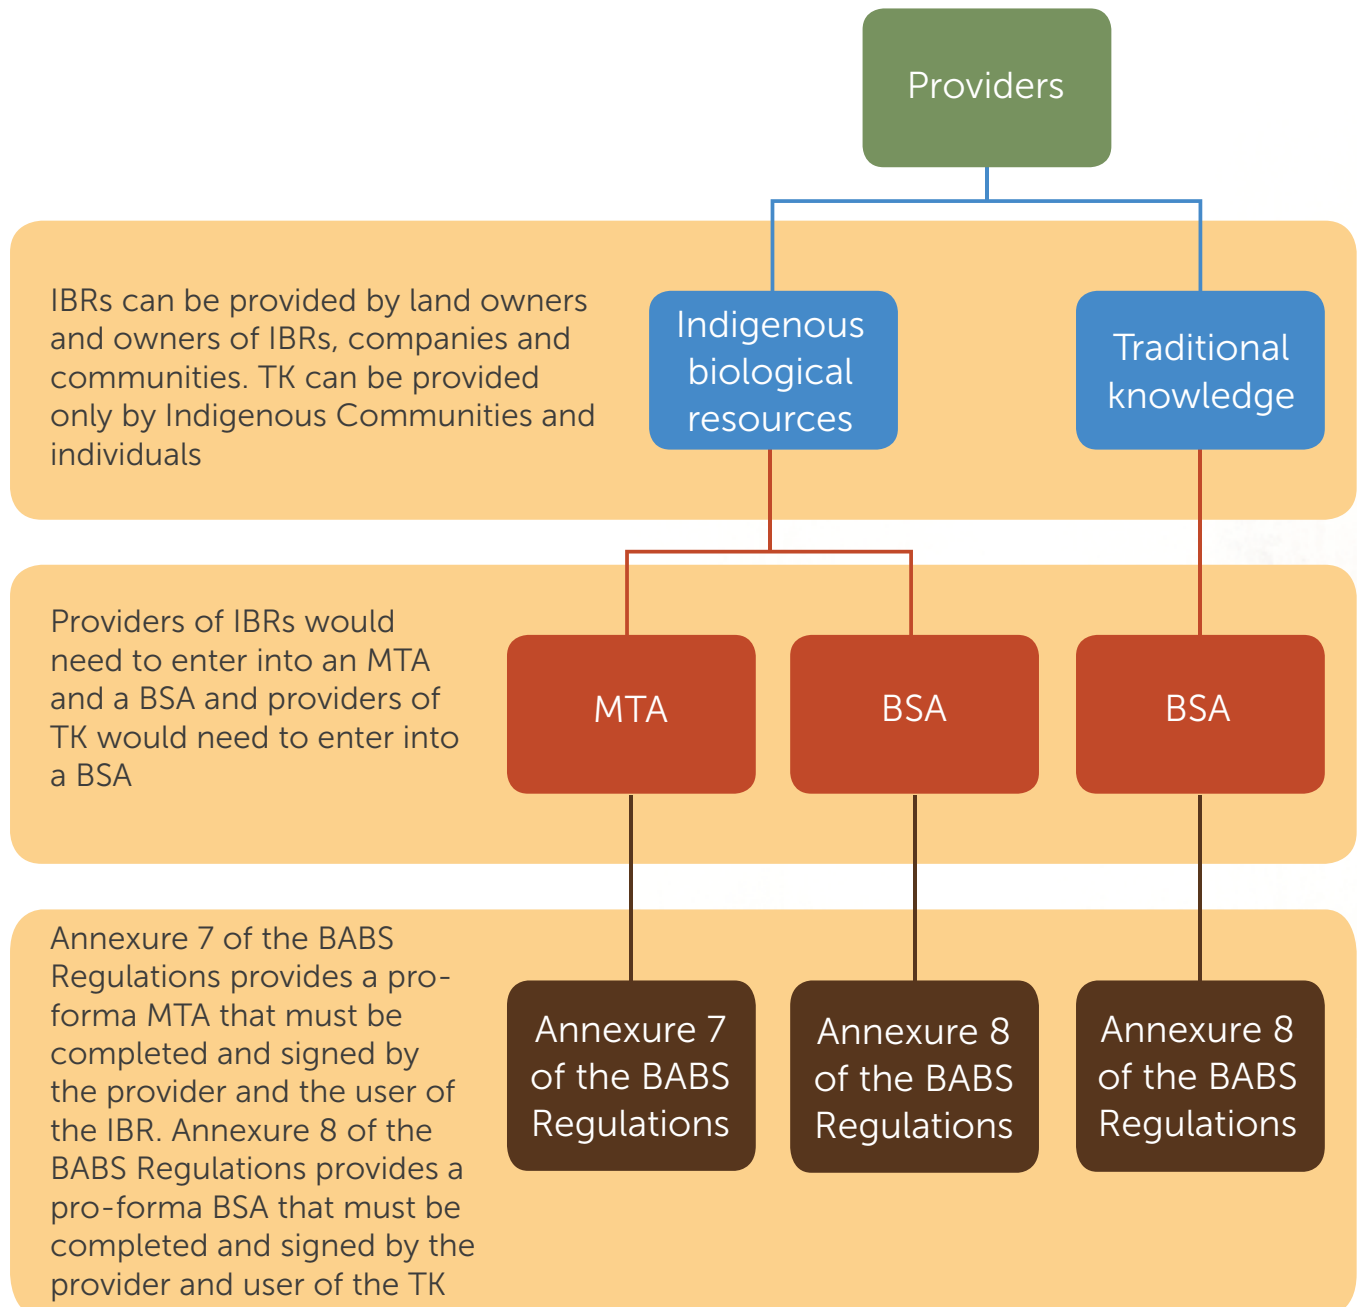 Providers
IBRs can be provided by land owners
and owners of IBRs, companies and
communities. TK can be provided
only by Indigenous Communities and
individuals
Indigenous
biological
resources
Traditional
knowledge
Providers of IBRs would
need to enter into an MTA
and a BSA and providers of
TK would need to enter into
a BSA
MTA
BSA
BSA
Annexure 7 of the BABS
Regulations provides a pro-
forma MTA that must be
completed and signed by
the provider and the user of
the IBR. Annexure 8 of the
BABS Regulations provides a
pro-forma BSA that must be
completed and signed by the
provider and user of the TK
Annexure 7
of the BABS
Regulations
Annexure 8
of the BABS
Regulations
Annexure 8
of the BABS
Regulations